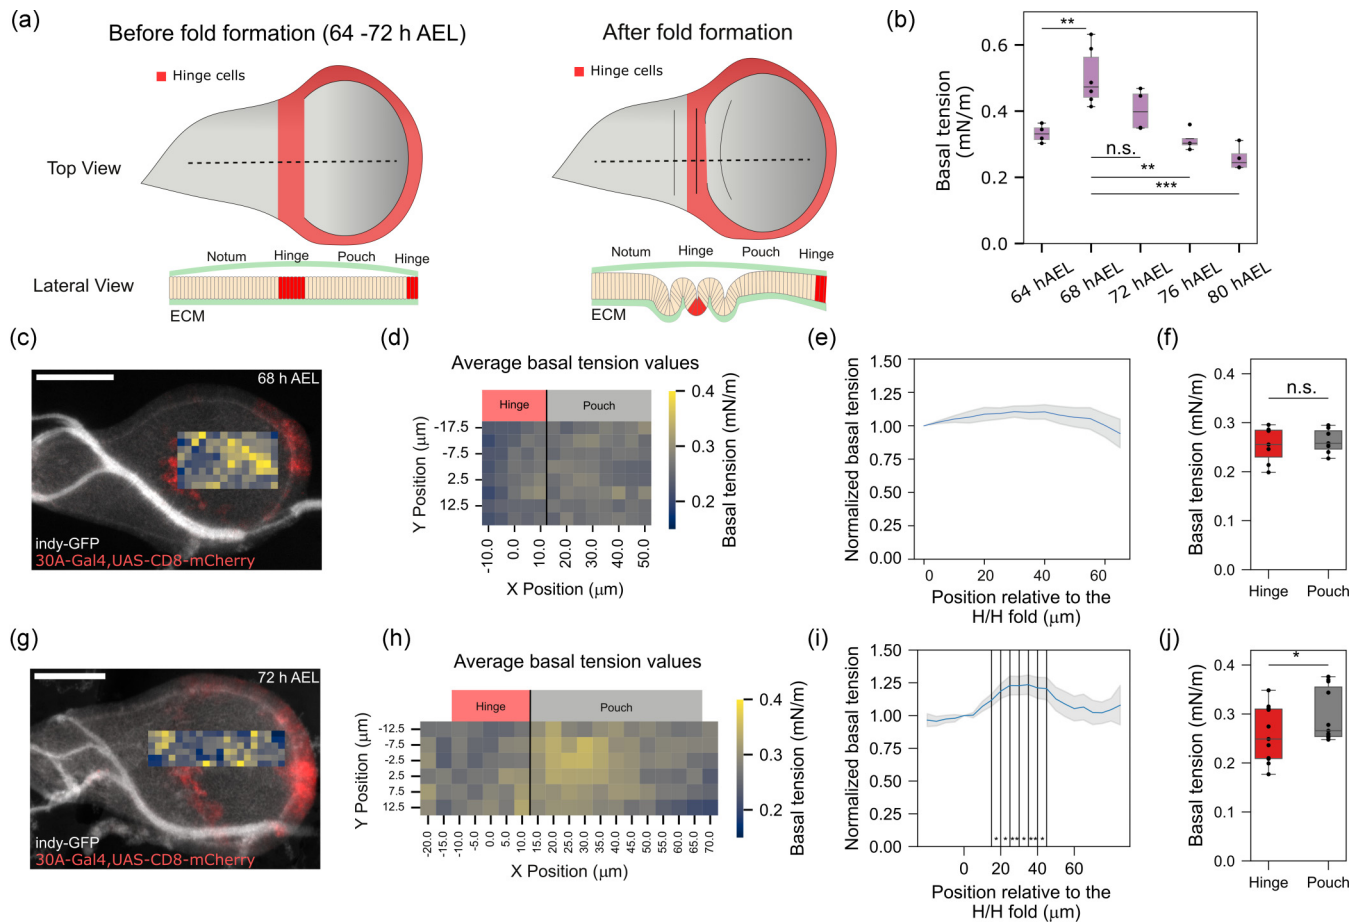 (a)
Before fold formation (64 -72 h AEL)
After fold formation
Hinge cells
Hinge cells
Top View
Notum Hinge Pouch Hinge
Notum Hinge Pouch Hinge
Lateral View
ECM
ECM
(b)
Basal tension
(mN/m)
0.6
0.4
0.2
0.0
**
n.s.
**
***
64 hAEL
68 hAEL
72 hAEL
76 hAEL
80 hAEL
(c)
68 h AEL
indy-GFP
30A-Gal4,UAS-CD8-mCherry
(d)
Average basal tension values
Hinge Pouch
Y Position (μm)
-17.5
-7.5
2.5
12.5
-10.0 0.0 10.0 20.0 30.0 40.0 50.0
X Position (μm)
0.4
0.3
0.2
Basal tension (mN/m)
(e)
Normalized basal tension
1.50
1.25
1.00
1.25
0.50
0.25
0.00
0 20 40 60
Position relative to the
H/H fold (μm)
(f)
Basal tension (mN/m)
0.4
0.3
0.2
0.3
0.0
n.s.
Hinge Pouch
(g)
72 h AEL
indy-GFP
30A-Gal4,UAS-CD8-mCherry
(h)
Average basal tension values
Hinge Pouch
Y Position (μm)
-12.5
-7.5
-2.5
2.5
7.5
12.5
-20.0 -15.0 -10.0 -5.0 0.0 5.0 10.0 15.0 20.0 25.0 30.0 35.0 40.0 45.0 50.0 55.0 60.0 65.0 70.0
X Position (μm)
0.4
0.3
0.2
Basal tension (mN/m)
(i)
Normalized basal tension
1.50
1.25
1.00
1.25
0.50
0.25
0.00
* * ** * ** *
0 20 40 60
Position relative to the
H/H fold (μm)
(j)
Basal tension (mN/m)
0.4
0.3
0.2
0.1
0.0
*
Hinge Pouch